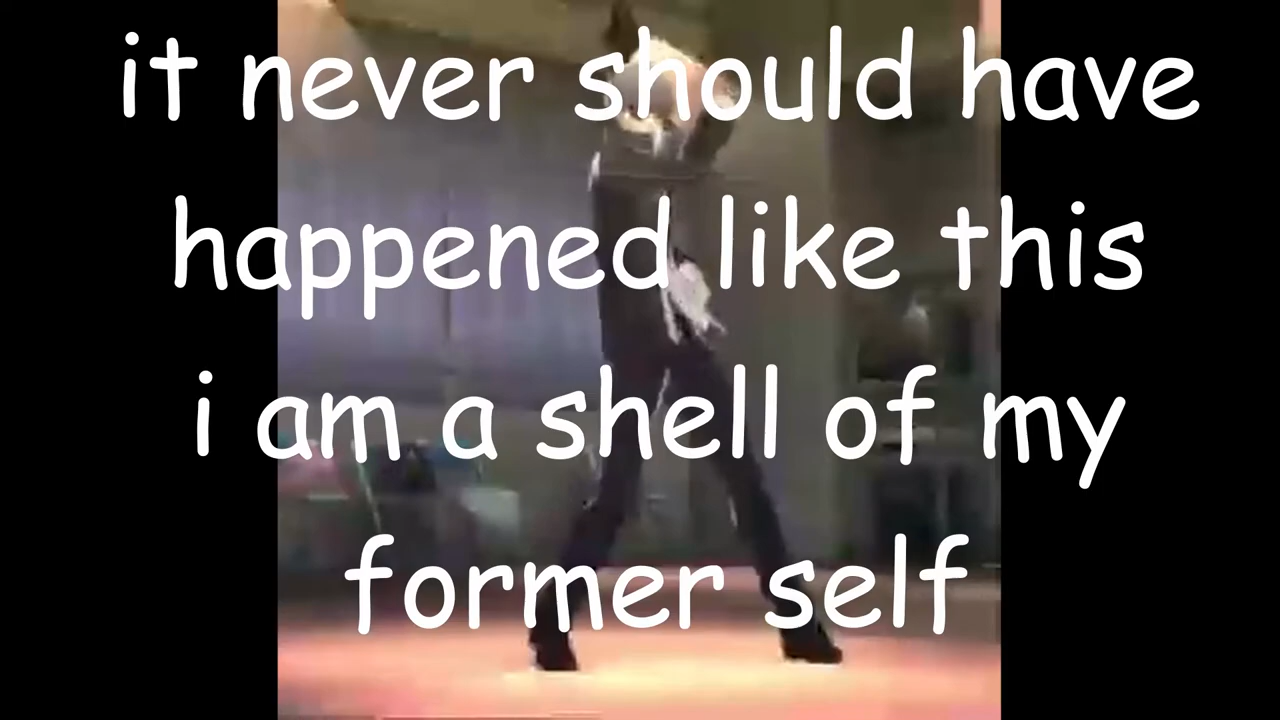 it never should have
happened like this
i am a shell of my
former self